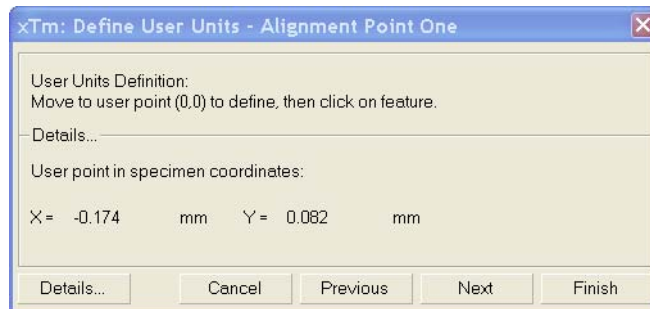 xTm: Define User Units - Alignment Point One
User Units Definition:
Move to user point (0,0) to define, then click on feature.
Details...
User point in specimen coordinates:
X = -0.174 mm Y = 0.082 mm
Details... Cancel Previous Next Finish